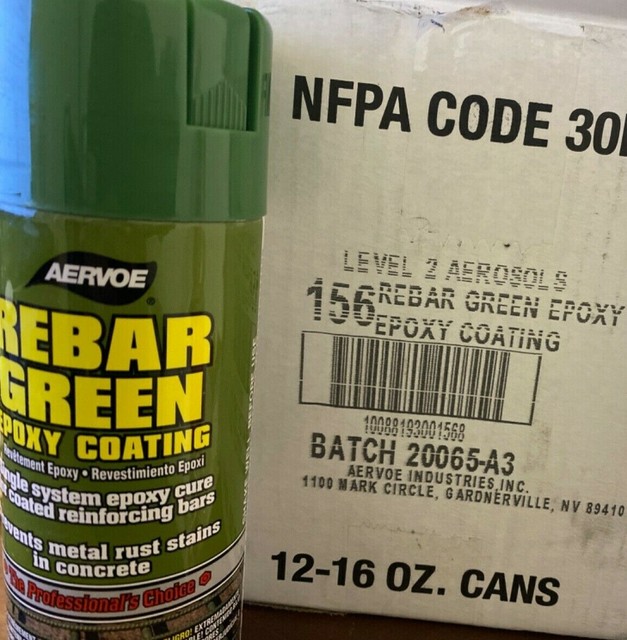 AERVOE
REBAR
GREEN
EPOXY COATING
Revêtement Epoxy • Revestimiento Epoxi
single system epoxy cure
coated reinforcing bars
Prevents metal rust stains
in concrete
The Professional's Choice
NFPA CODE 30
LEVEL 2 AEROSOLS
156 REBAR GREEN EPOXY
EPOXY COATING
10088193001568
BATCH 20065-A3
AERVOE INDUSTRIES, INC.
1100 MARK CIRCLE, GARDNERVILLE, NV 89410
12-16 OZ. CANS